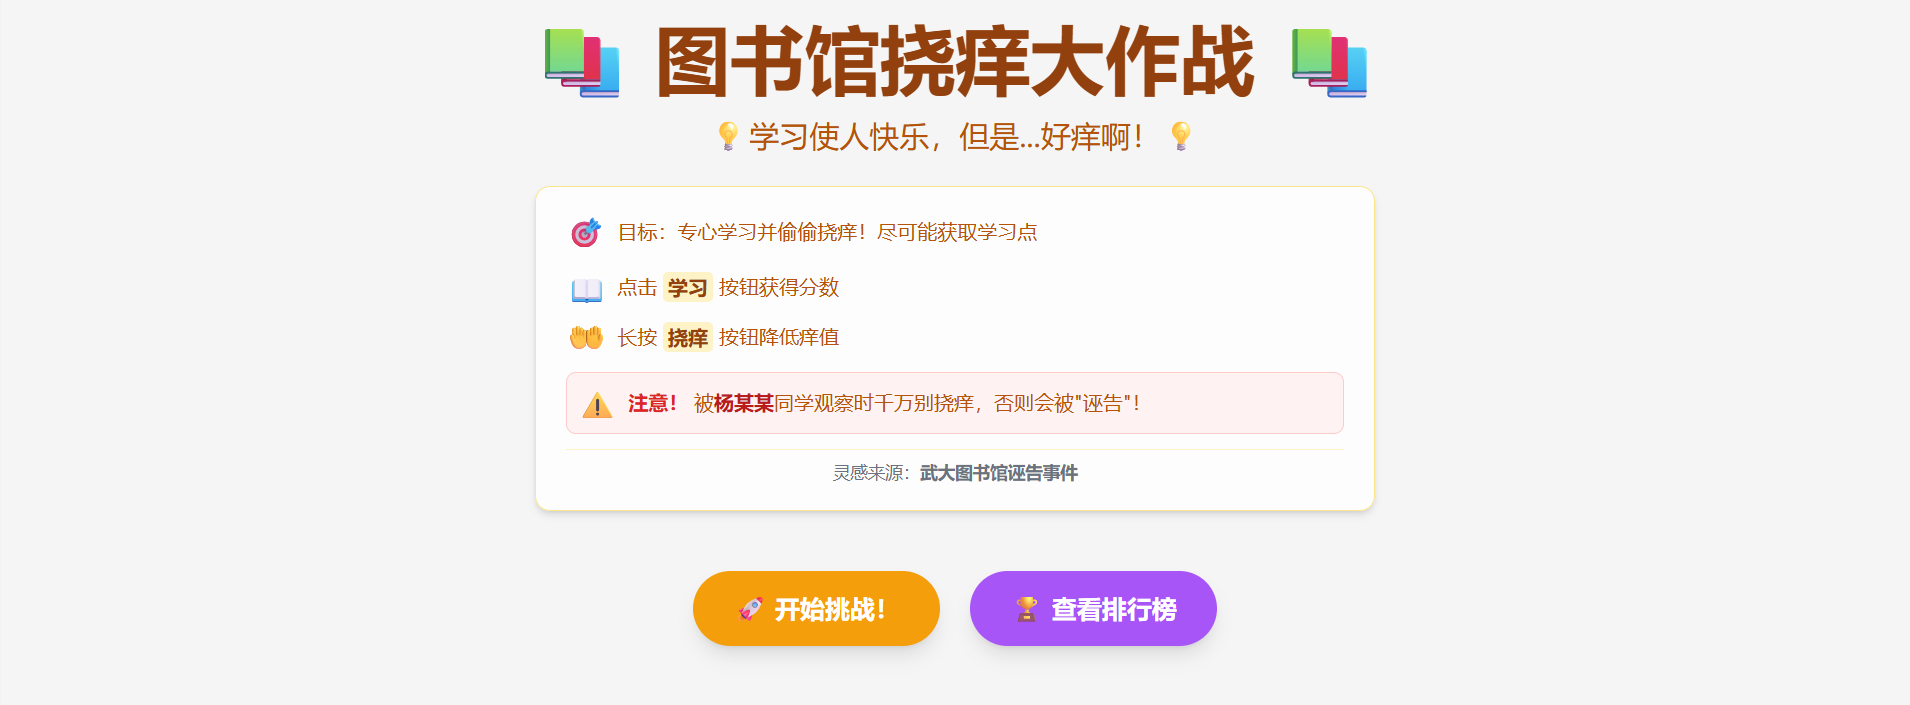 图书馆挠痒大作战
学习使人快乐，但是...好痒啊！
目标：专心学习并偷偷挠痒！尽可能获取学习点
点击 学习 按钮获得分数
长按 挠痒 按钮降低痒值
注意！ 被杨某某同学观察时千万别挠痒，否则会被"诬告"！
灵感来源：武大图书馆诬告事件
开始挑战！
查看排行榜